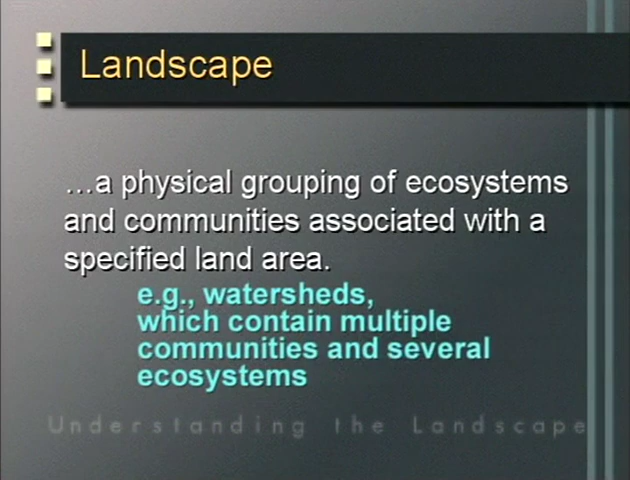 Landscape
…a physical grouping of ecosystems
and communities associated with a
specified land area.
e.g., watersheds,
which contain multiple
communities and several
ecosystems
Understanding the Landscape